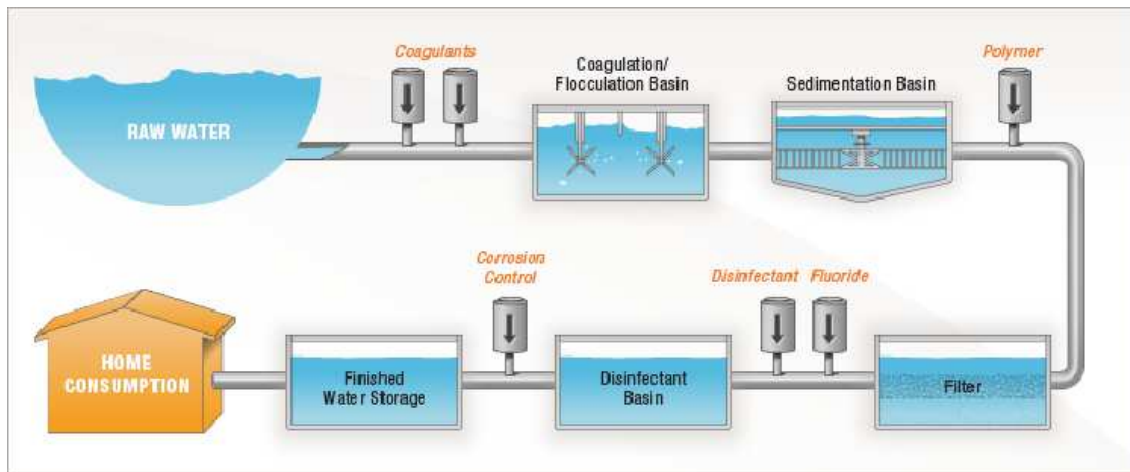 Coagulants
Coagulation/
Flocculation Basin
Sedimentation Basin
Polymer
RAW WATER
Corrosion
Control
Disinfectant
Fluoride
HOME
CONSUMPTION
Finished
Water Storage
Disinfectant
Basin
Filter